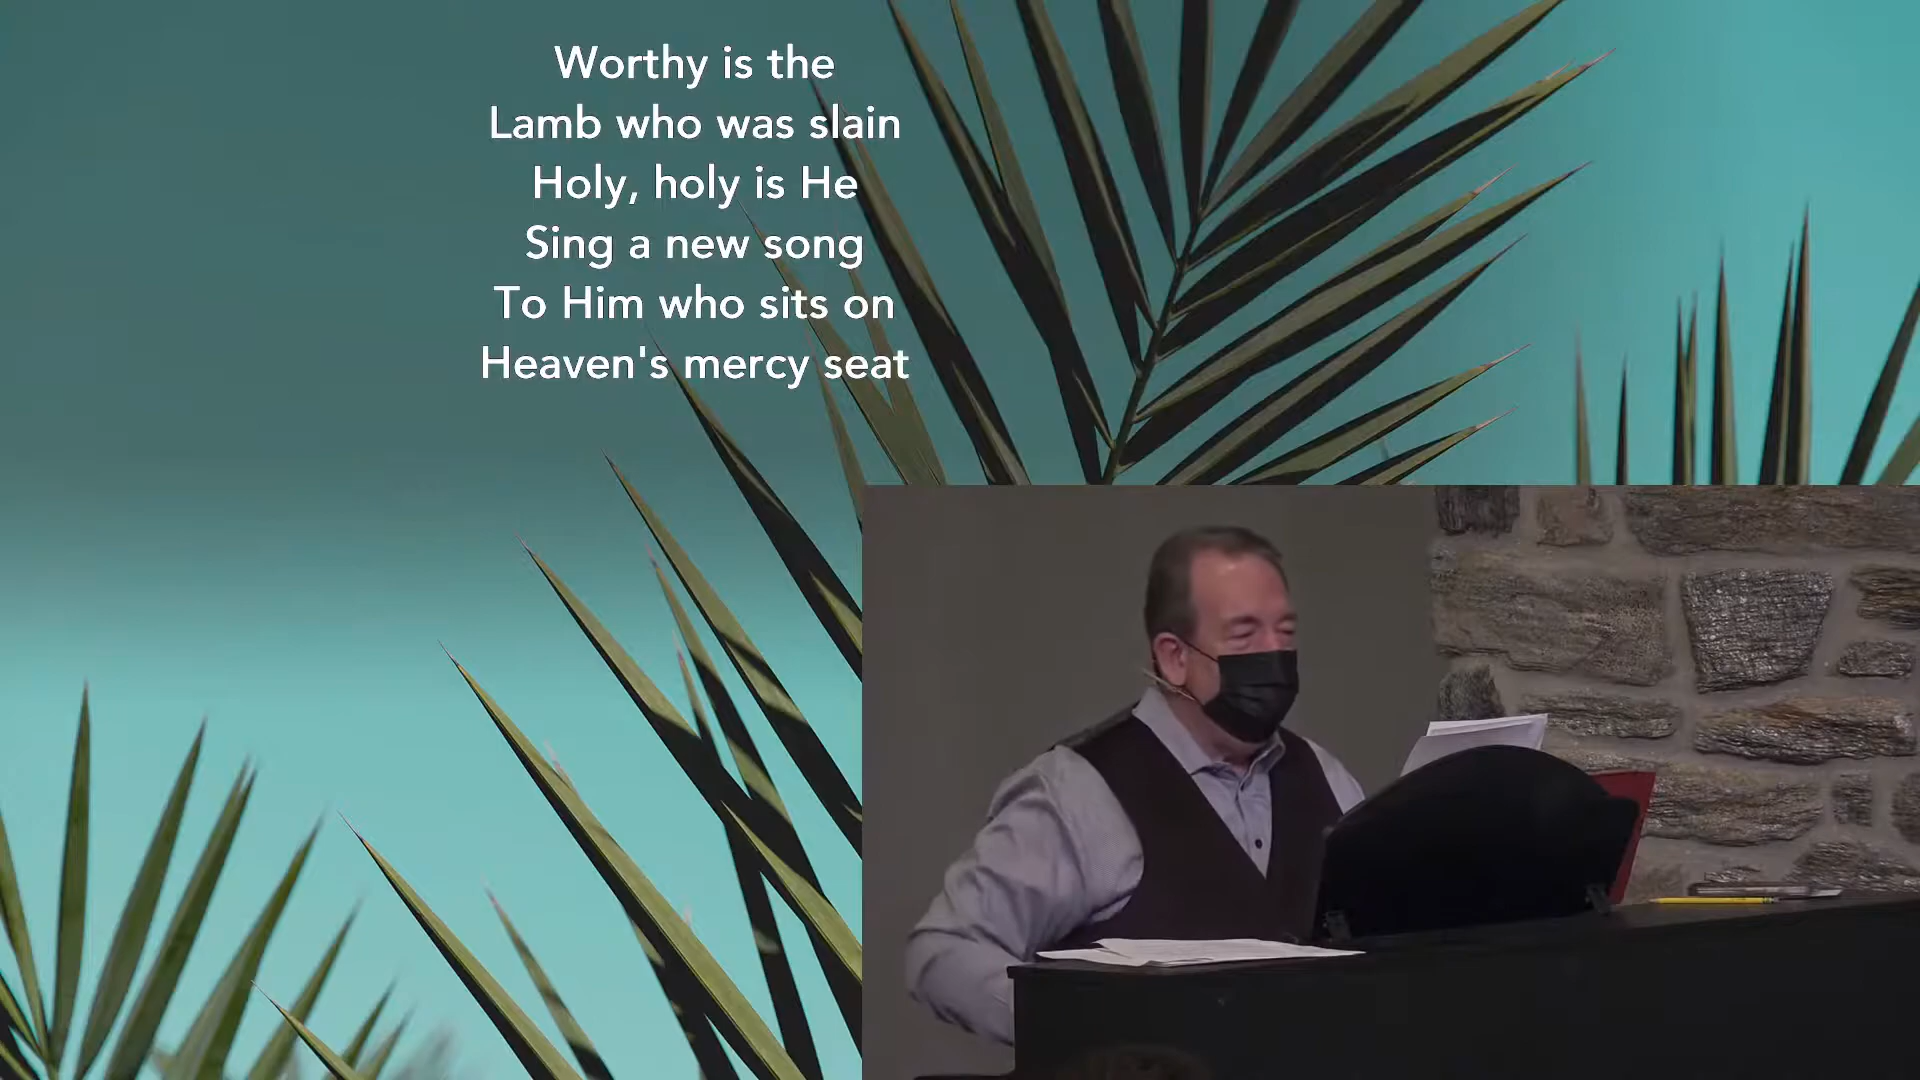 Worthy is the
Lamb who was slain
Holy, holy is He
Sing a new song
To Him who sits on
Heaven's mercy seat